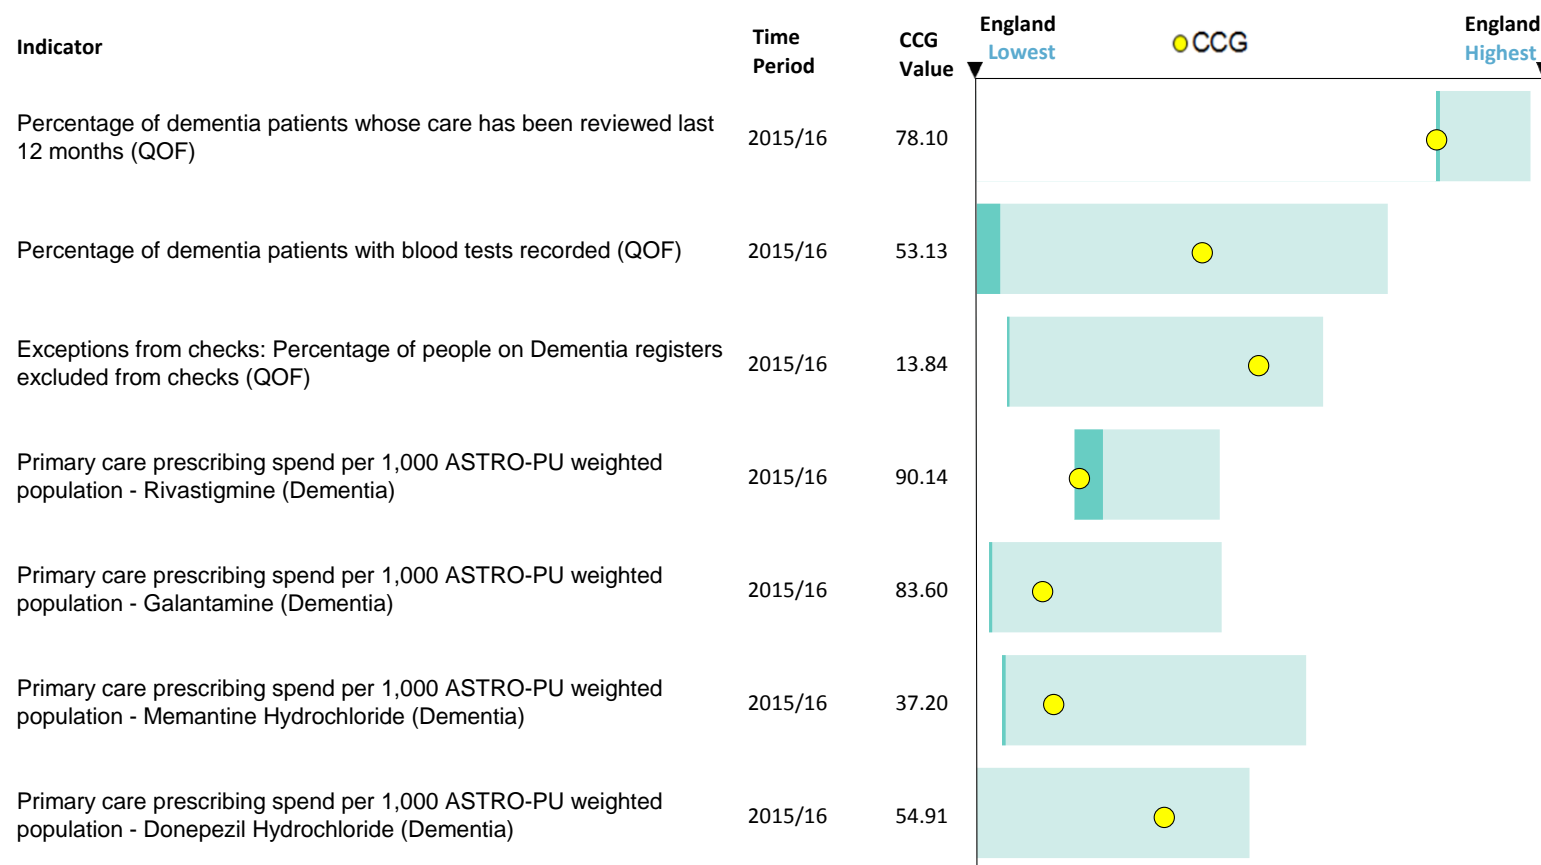 Indicator
Time
Period
CCG
Value
England
Lowest
CCG
England
Highest
Percentage of dementia patients whose care has been reviewed last
12 months (QOF)
2015/16
78.10
Percentage of dementia patients with blood tests recorded (QOF)
2015/16
53.13
Exceptions from checks: Percentage of people on Dementia registers
excluded from checks (QOF)
2015/16
13.84
Primary care prescribing spend per 1,000 ASTRO-PU weighted
population - Rivastigmine (Dementia)
2015/16
90.14
Primary care prescribing spend per 1,000 ASTRO-PU weighted
population - Galantamine (Dementia)
2015/16
83.60
Primary care prescribing spend per 1,000 ASTRO-PU weighted
population - Memantine Hydrochloride (Dementia)
2015/16
37.20
Primary care prescribing spend per 1,000 ASTRO-PU weighted
population - Donepezil Hydrochloride (Dementia)
2015/16
54.91